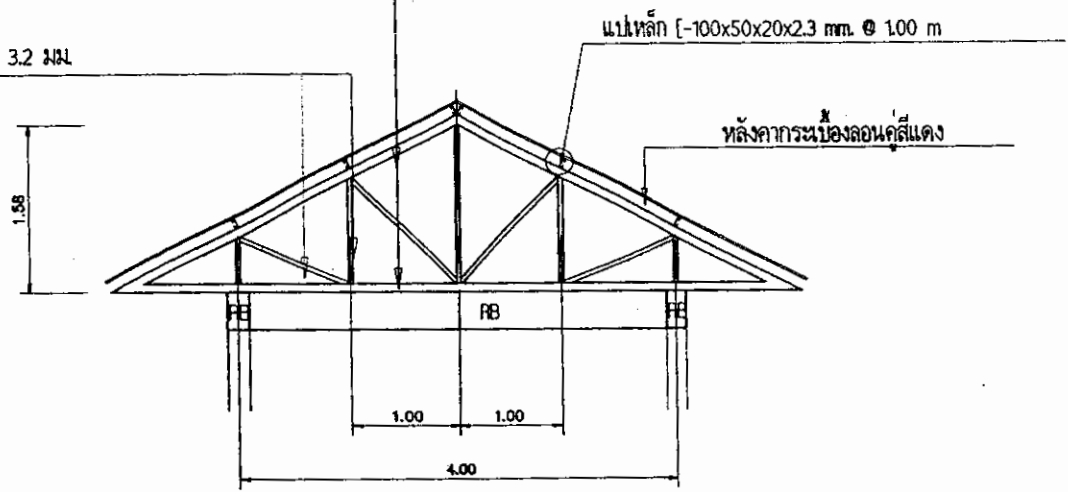 แปเหล็ก [-100x50x20x2.3 mm. @ 1.00 m
3.2 มม.
หลังคากระเบื้องลอนคู่สีแดง
1.58
RB
RB
RB
1.00
1.00
4.00